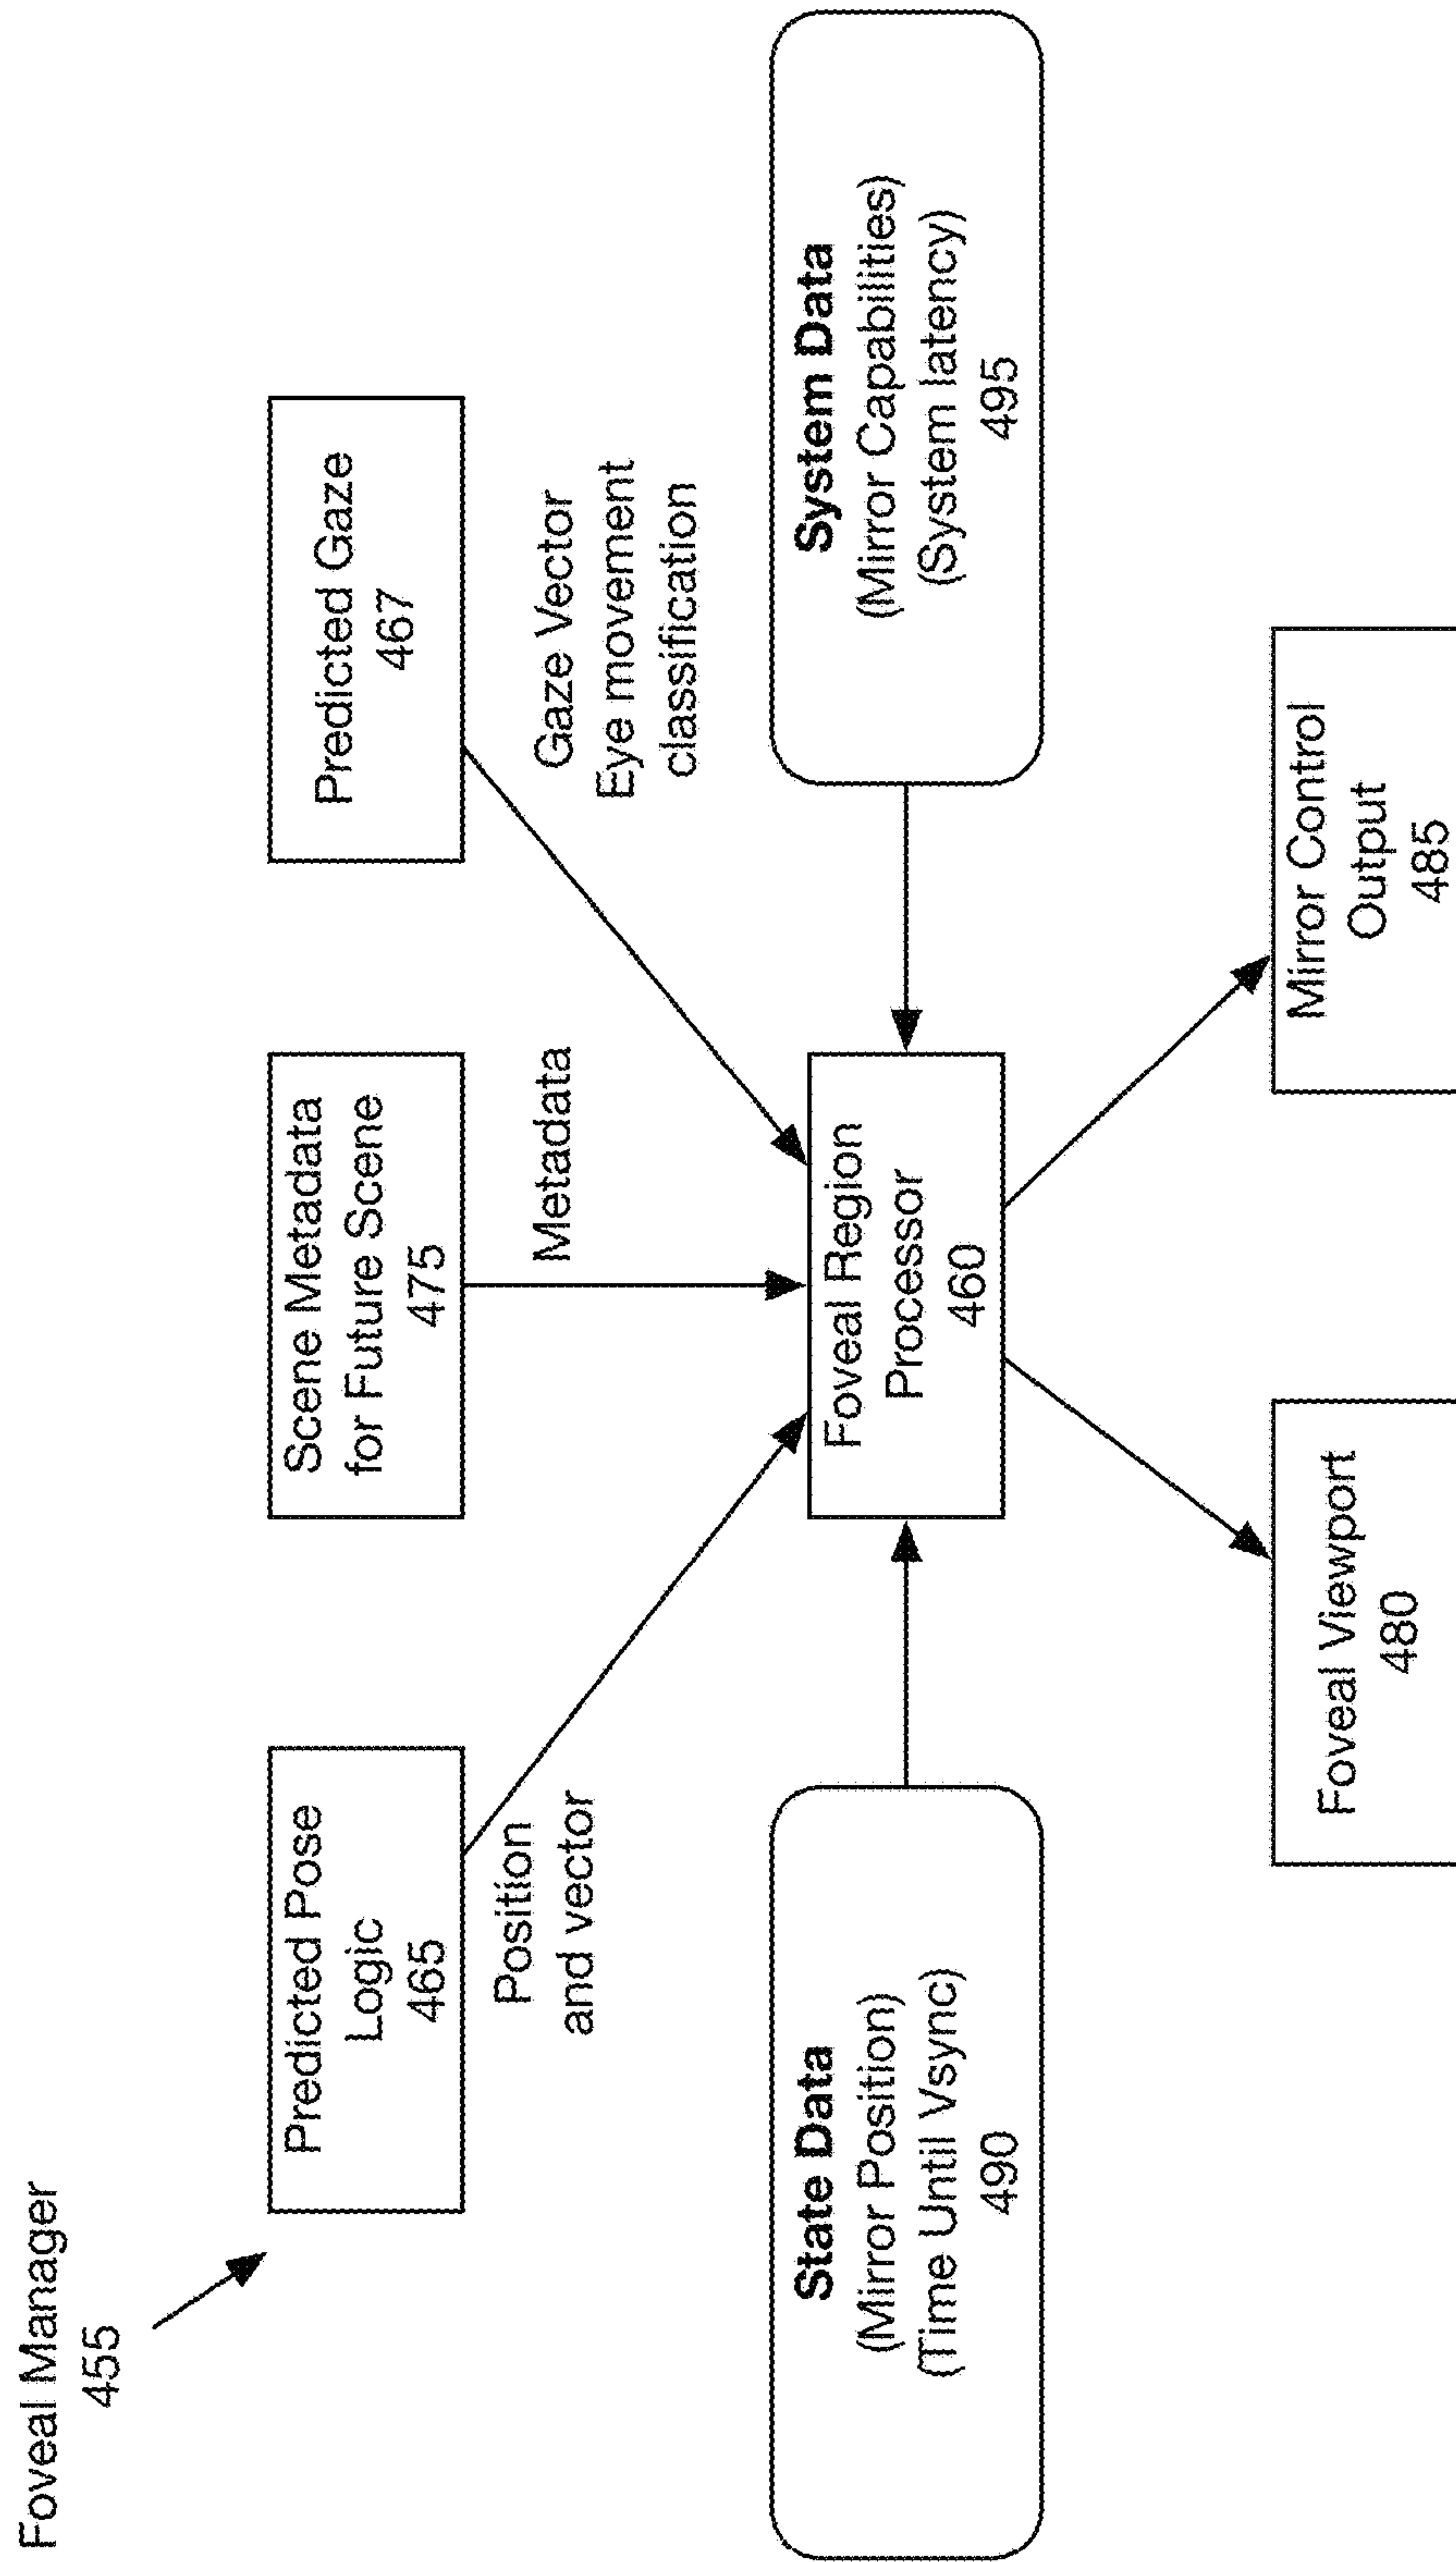 Foveal Manager
455
Predicted Pose
Logic
465
Scene Metadata
for Future Scene
475
Predicted Gaze
467
Position
and vector
Metadata
Gaze Vector
Eye movement
classification
State Data
(Mirror Position)
(Time Until Vsync)
490
Foveal Region
Processor
460
System Data
(Mirror Capabilities)
(System latency)
495
Foveal Viewport
480
Mirror Control
Output
485